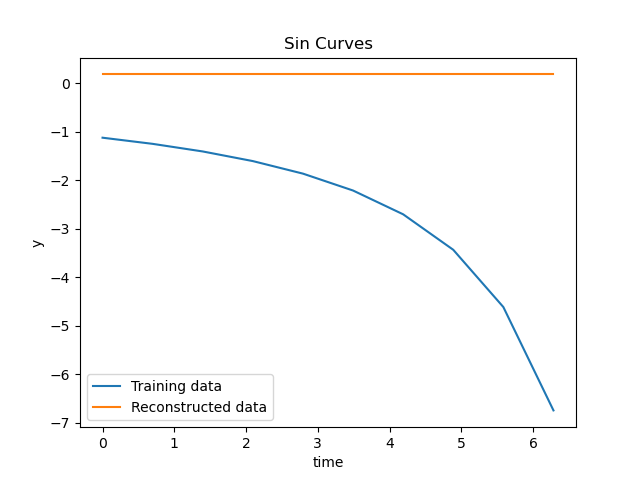 Sin Curves
y
0
−1
−2
−3
−4
−5
−6
−7
Training data
Reconstructed data
0 1 2 3 4 5 6
time